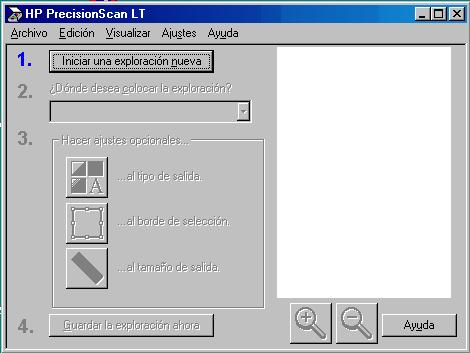 HP PrecisionScan LT
Archivo Edición Visualizar Ajustes Ayuda
1. Iniciar una exploración nueva
2. ¿Dónde desea colocar la exploración?
3. Hacer ajustes opcionales...
A ...al tipo de salida.
...al borde de selección.
...al tamaño de salida.
4. Guardar la exploración ahora
Ayuda